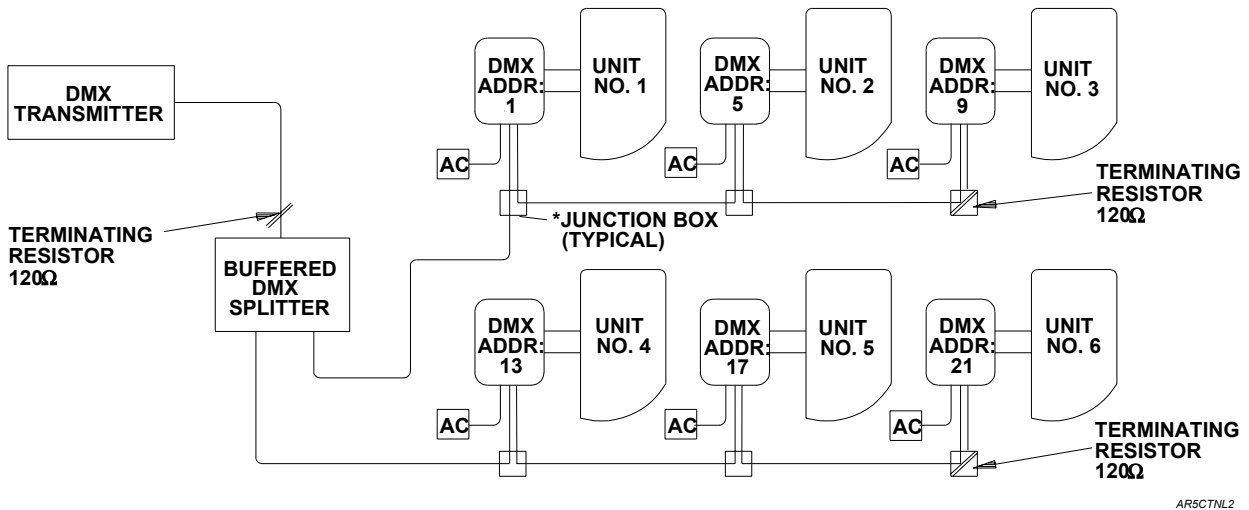 DMX
TRANSMITTER
TERMINATING
RESISTOR
120Ω
BUFFERED
DMX
SPLITTER
DMX
ADDR:
1
UNIT
NO. 1
AC
DMX
ADDR:
5
UNIT
NO. 2
AC
DMX
ADDR:
9
UNIT
NO. 3
AC
*JUNCTION BOX
(TYPICAL)
TERMINATING
RESISTOR
120Ω
DMX
ADDR:
13
UNIT
NO. 4
AC
DMX
ADDR:
17
UNIT
NO. 5
AC
DMX
ADDR:
21
UNIT
NO. 6
AC
TERMINATING
RESISTOR
120Ω
AR5CTNL2